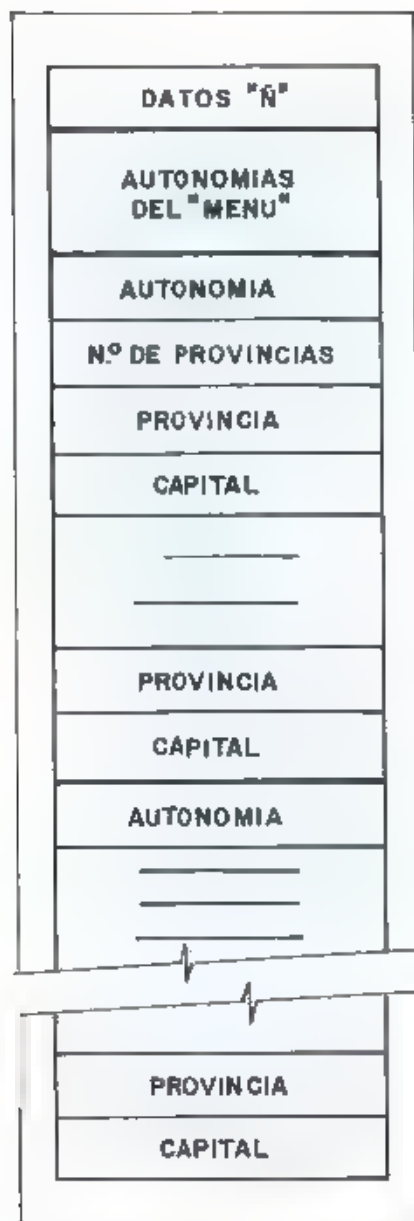 DATOS "Ñ"
AUTONOMIAS
DEL "MENU"
AUTONOMIA
N.º DE PROVINCIAS
PROVINCIA
CAPITAL
PROVINCIA
CAPITAL
AUTONOMIA
PROVINCIA
CAPITAL